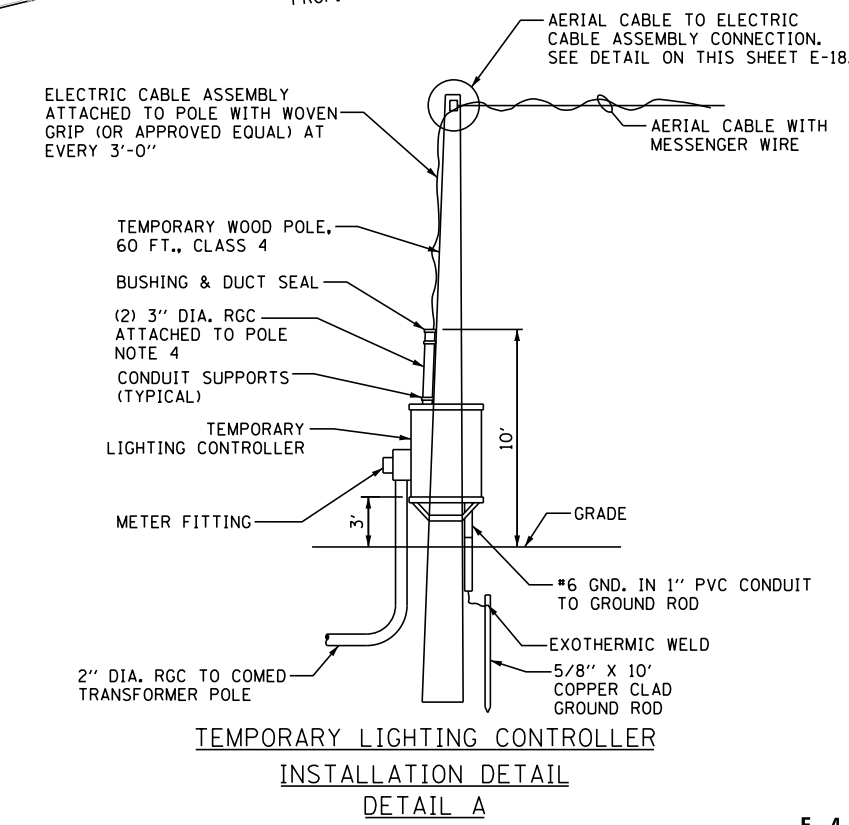 AERIAL CABLE TO ELECTRIC
CABLE ASSEMBLY CONNECTION.
SEE DETAIL ON THIS SHEET E-18.
ELECTRIC CABLE ASSEMBLY
ATTACHED TO POLE WITH WOVEN
GRIP (OR APPROVED EQUAL) AT
EVERY 3'-0"
AERIAL CABLE WITH
MESSENGER WIRE
TEMPORARY WOOD POLE,
60 FT., CLASS 4
BUSHING & DUCT SEAL
(2) 3" DIA. RGC
ATTACHED TO POLE
NOTE 4
CONDUIT SUPPORTS
(TYPICAL)
TEMPORARY
LIGHTING CONTROLLER
10'
METER FITTING
3'
GRADE
#6 GND. IN 1" PVC CONDUIT
TO GROUND ROD
EXOTHERMIC WELD
2" DIA. RGC TO COMED
TRANSFORMER POLE
5/8" X 10'
COPPER CLAD
GROUND ROD
TEMPORARY LIGHTING CONTROLLER
INSTALLATION DETAIL
DETAIL A